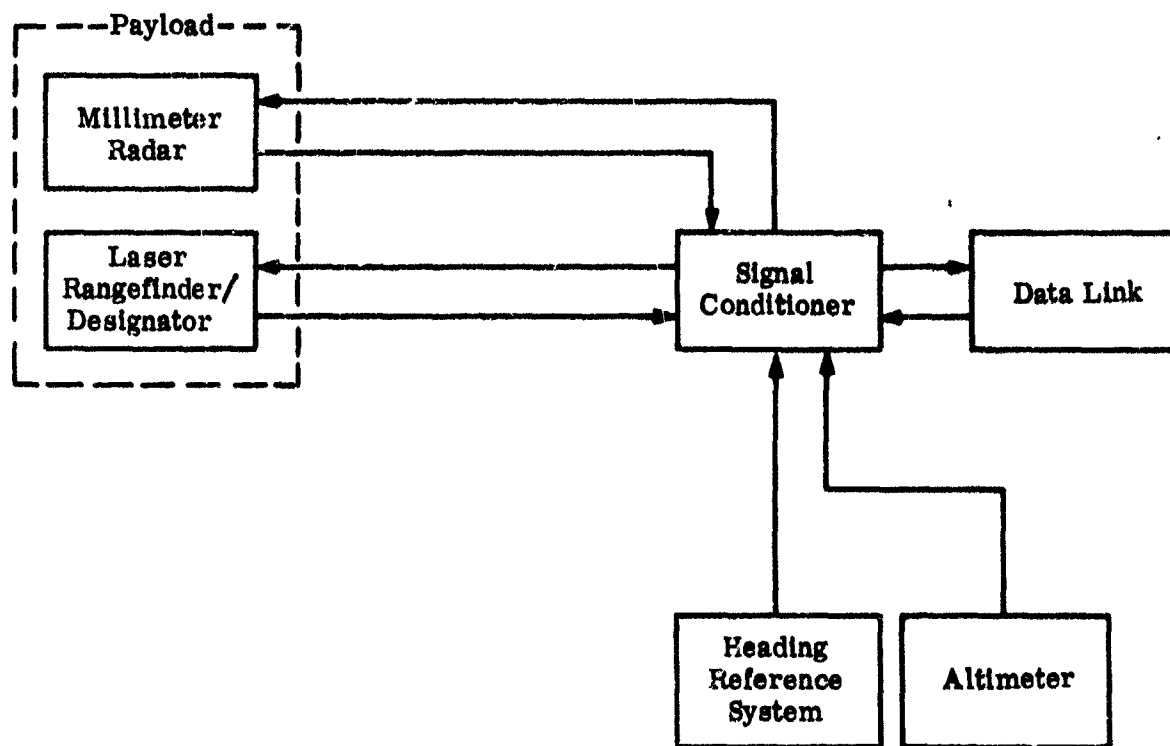 Payload
Millimeter
Radar
Laser
Rangefinder/
Designator
Signal
Conditioner
Data Link
Heading
Reference
System
Altimeter